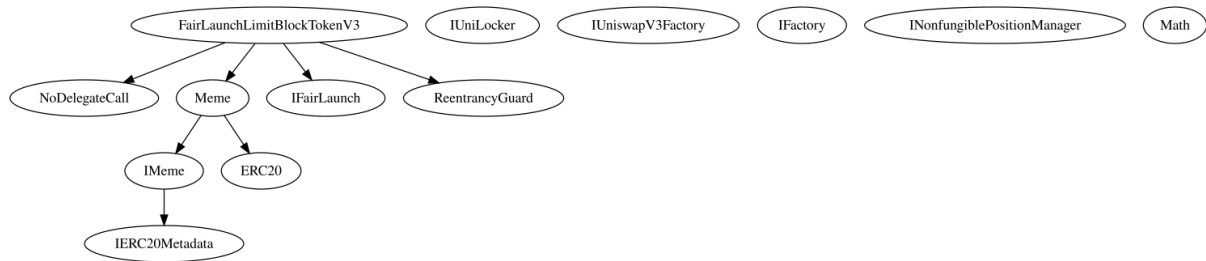 FairLaunchLimitBlockTokenV3
IUniLocker
IUniswapV3Factory
IFactory
INonfungiblePositionManager
Math
NoDelegateCall
Meme
IFairLaunch
ReentrancyGuard
IMeme
ERC20
IERC20Metadata